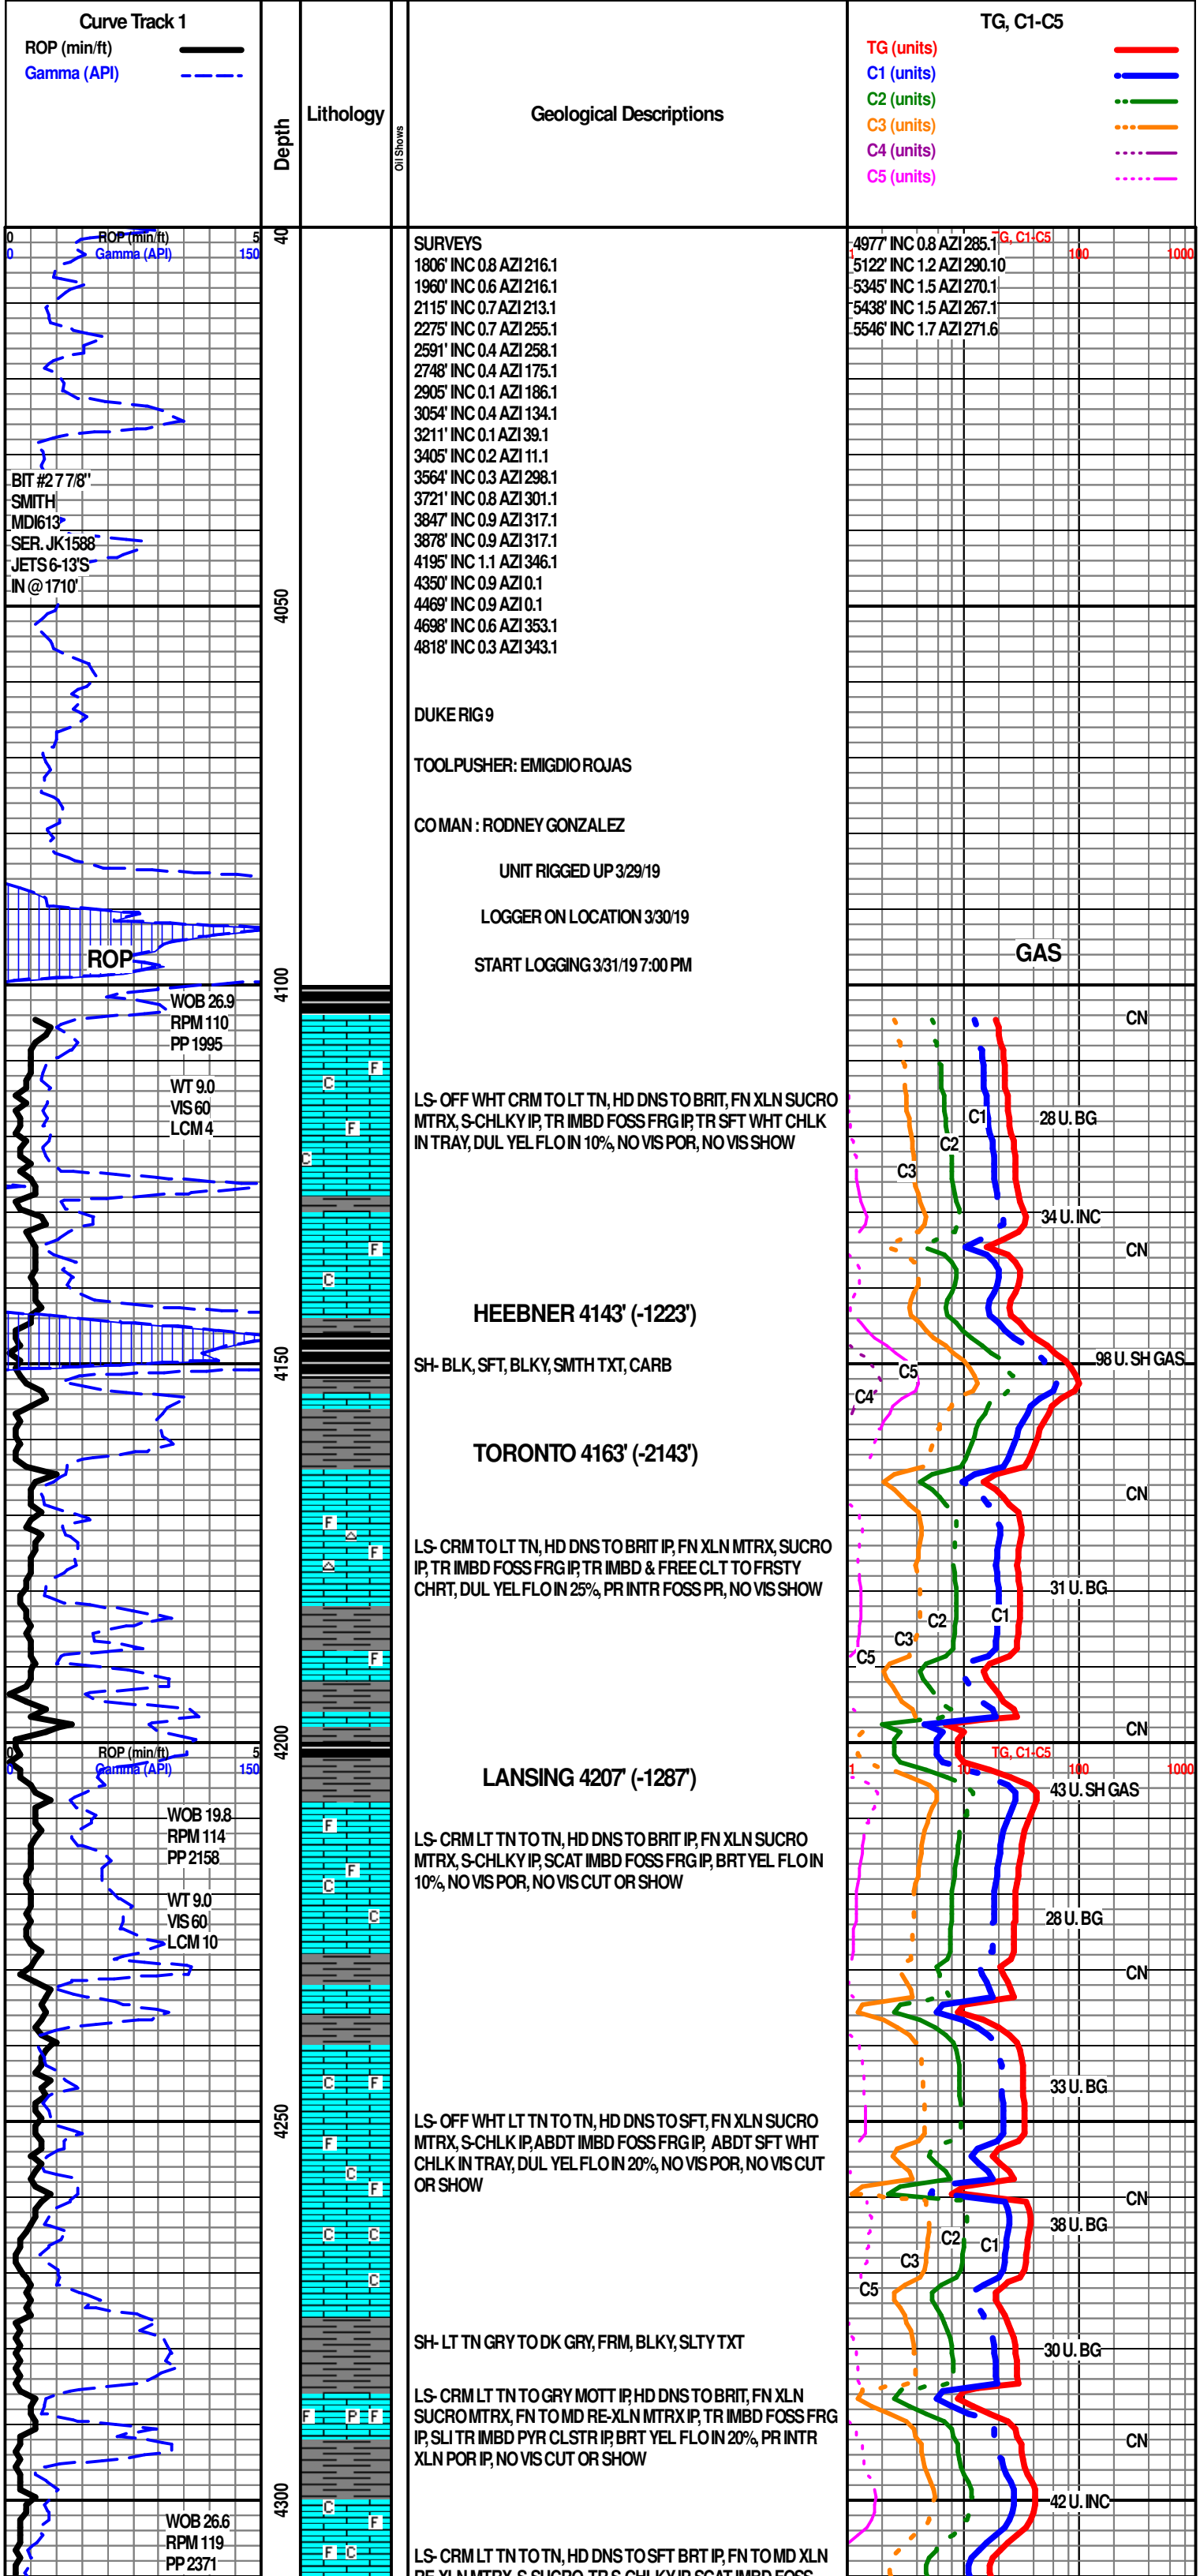 Curve Track 1
ROP (min/ft)
Gamma (API)
Depth
Lithology
Oil Shows
Geological Descriptions
TG, C1-C5
TG (units)
C1 (units)
C2 (units)
C3 (units)
C4 (units)
C5 (units)
0 ROP (min/ft) 5
0 Gamma (API) 150
40
TG, C1-C5
1 100 1000
SURVEYS
1806' INC 0.8 AZI 216.1
1960' INC 0.6 AZI 216.1
2115' INC 0.7 AZI 213.1
2275' INC 0.7 AZI 255.1
2591' INC 0.4 AZI 258.1
2748' INC 0.4 AZI 175.1
2905' INC 0.1 AZI 186.1
3054' INC 0.4 AZI 134.1
3211' INC 0.1 AZI 39.1
3405' INC 0.2 AZI 11.1
3564' INC 0.3 AZI 298.1
3721' INC 0.8 AZI 301.1
3847' INC 0.9 AZI 317.1
3878' INC 0.9 AZI 317.1
4195' INC 1.1 AZI 346.1
4350' INC 0.9 AZI 0.1
4469' INC 0.9 AZI 0.1
4698' INC 0.6 AZI 353.1
4818' INC 0.3 AZI 343.1
4977' INC 0.8 AZI 285.1
5122' INC 1.2 AZI 290.10
5345' INC 1.5 AZI 270.1
5438' INC 1.5 AZI 267.1
5546' INC 1.7 AZI 271.6
BIT #2 7 7/8"
SMITH
MDI613
SER. JK1588
JETS 6-13'S
IN @ 1710'
4050
DUKE RIG 9
TOOLPUSHER: EMIGDIO ROJAS
CO MAN : RODNEY GONZALEZ
UNIT RIGGED UP 3/29/19
LOGGER ON LOCATION 3/30/19
START LOGGING 3/31/19 7:00 PM
ROP
GAS
4100
WOB 26.9
RPM 110
PP 1995
WT 9.0
VIS 60
LCM 4
F
C
F
C
F
C
LS- OFF WHT CRM TO LT TN, HD DNS TO BRIT, FN XLN SUCRO
MTRX, S-CHLKY IP, TR IMBD FOSS FRG IP, TR SFT WHT CHLK
IN TRAY, DUL YEL FLO IN 10%, NO VIS POR, NO VIS SHOW
CN
C1
28 U. BG
C2
C3
34 U. INC
CN
HEEBNER 4143' (-1223')
4150
SH- BLK, SFT, BLKY, SMTH TXT, CARB
98 U. SH GAS
C5
C4
TORONTO 4163' (-2143')
CN
F
F
LS- CRM TO LT TN, HD DNS TO BRIT IP, FN XLN MTRX, SUCRO
IP, TR IMBD FOSS FRG IP, TR IMBD & FREE CLT TO FRSTY
CHRT, DUL YEL FLO IN 25%, PR INTR FOSS PR, NO VIS SHOW
31 U. BG
C1
C2
C3
C5
F
4200
CN
0 ROP (min/ft) 5
0 Gamma (API) 150
TG, C1-C5
1 10 100 1000
LANSING 4207' (-1287')
43 U. SH GAS
WOB 19.8
RPM 114
PP 2158
WT 9.0
VIS 60
LCM 10
F
F
C
C
LS- CRM LT TN TO TN, HD DNS TO BRIT IP, FN XLN SUCRO
MTRX, S-CHLKY IP, SCAT IMBD FOSS FRG IP, BRT YEL FLO IN
10%, NO VIS POR, NO VIS CUT OR SHOW
28 U. BG
CN
33 U. BG
4250
C F
F
C
F
C C
C
LS- OFF WHT LT TN TO TN, HD DNS TO SFT, FN XLN SUCRO
MTRX, S-CHLK IP, ABDT IMBD FOSS FRG IP, ABDT SFT WHT
CHLK IN TRAY, DUL YEL FLO IN 20%, NO VIS POR, NO VIS CUT
OR SHOW
CN
38 U. BG
C2
C1
C3
C5
SH- LT TN GRY TO DK GRY, FRM, BLKY, SLTY TXT
30 U. BG
F P F
LS- CRM LT TN TO GRY MOTT IP, HD DNS TO BRIT, FN XLN
SUCRO MTRX, FN TO MD RE-XLN MTRX IP, TR IMBD FOSS FRG
IP, SLI TR IMBD PYR CLSTR IP, BRT YEL FLO IN 20%, PR INTR
XLN POR IP, NO VIS CUT OR SHOW
CN
4300
42 U. INC
WOB 26.6
RPM 119
PP 2371
C
F
F C
LS- CRM LT TN TO TN, HD DNS TO SFT BRT IP, FN TO MD XLN
RE-XLN MTRX, S-SUCRO, TR S-CHLKY IP, SCAT IMBD FOSS